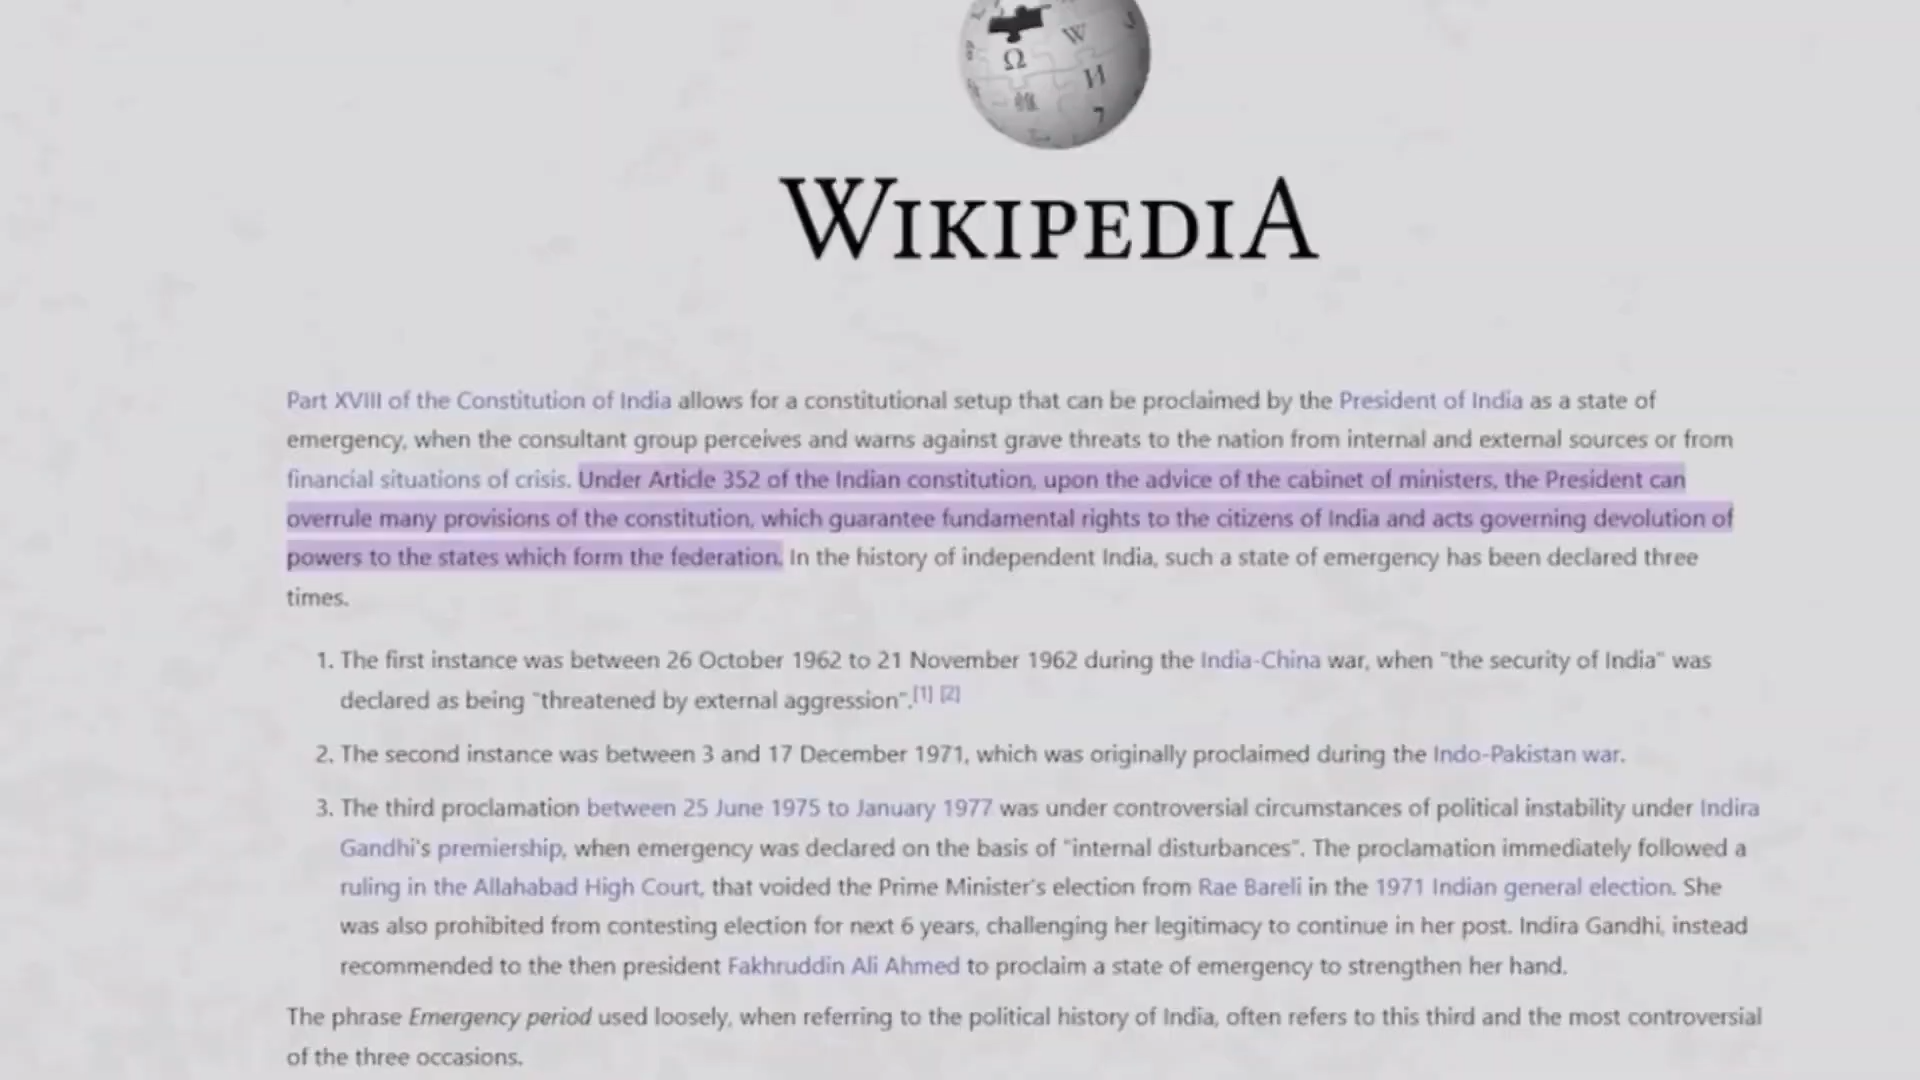 Ω W И 維 7
WIKIPEDIA
Part XVIII of the Constitution of India allows for a constitutional setup that can be proclaimed by the President of India as a state of
emergency, when the consultant group perceives and warns against grave threats to the nation from internal and external sources or from
financial situations of crisis. Under Article 352 of the Indian constitution, upon the advice of the cabinet of ministers, the President can
overrule many provisions of the constitution, which guarantee fundamental rights to the citizens of India and acts governing devolution of
powers to the states which form the federation. In the history of independent India, such a state of emergency has been declared three
times.
1. The first instance was between 26 October 1962 to 21 November 1962 during the India-China war, when "the security of India" was
declared as being "threatened by external aggression".[1] [2]
2. The second instance was between 3 and 17 December 1971, which was originally proclaimed during the Indo-Pakistan war.
3. The third proclamation between 25 June 1975 to January 1977 was under controversial circumstances of political instability under Indira
Gandhi's premiership, when emergency was declared on the basis of "internal disturbances". The proclamation immediately followed a
ruling in the Allahabad High Court, that voided the Prime Minister's election from Rae Bareli in the 1971 Indian general election. She
was also prohibited from contesting election for next 6 years, challenging her legitimacy to continue in her post. Indira Gandhi, instead
recommended to the then president Fakhruddin Ali Ahmed to proclaim a state of emergency to strengthen her hand.
The phrase Emergency period used loosely, when referring to the political history of India, often refers to this third and the most controversial
of the three occasions.